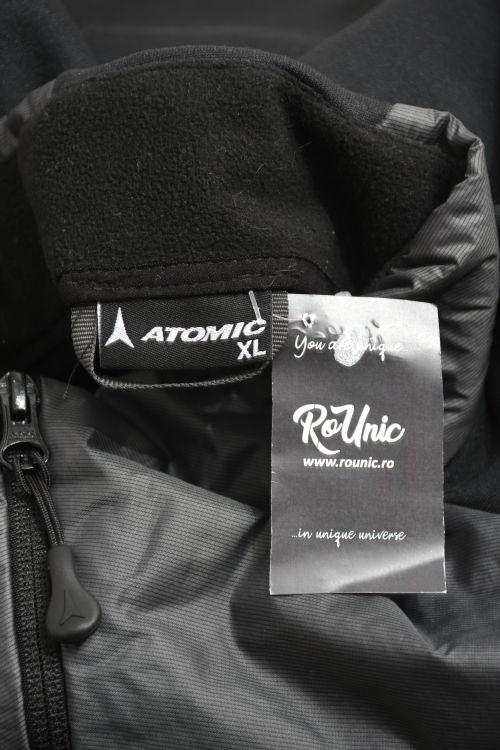 ATOMIC
XL
You are unique
RoUnic
www.rounic.ro
...in unique universe